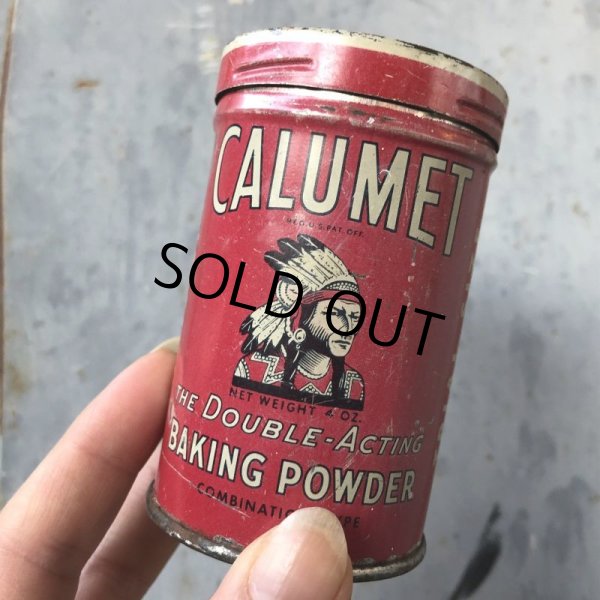 CALUMET
REG. U.S. PAT. OFF.
SOLD OUT
NET WEIGHT 4 OZ.
THE DOUBLE-ACTING
BAKING POWDER